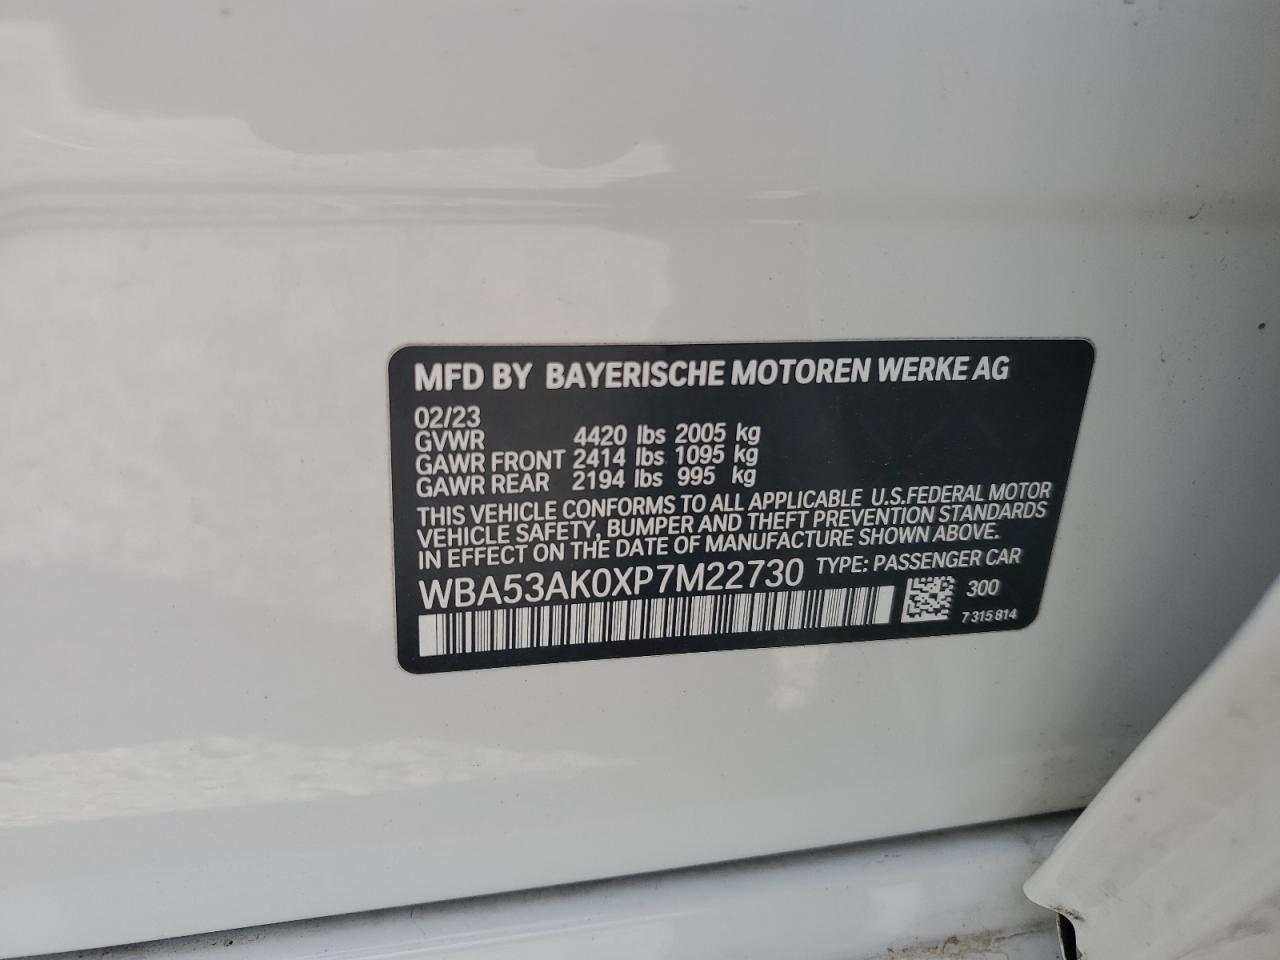 MFD BY BAYERISCHE MOTOREN WERKE AG
02/23
GVWR 4420 lbs 2005 kg
GAWR FRONT 2414 lbs 1095 kg
GAWR REAR 2194 lbs 995 kg
THIS VEHICLE CONFORMS TO ALL APPLICABLE U.S.FEDERAL MOTOR
VEHICLE SAFETY, BUMPER AND THEFT PREVENTION STANDARDS
IN EFFECT ON THE DATE OF MANUFACTURE SHOWN ABOVE.
WBA53AK0XP7M22730 TYPE: PASSENGER CAR
300
7 315 814